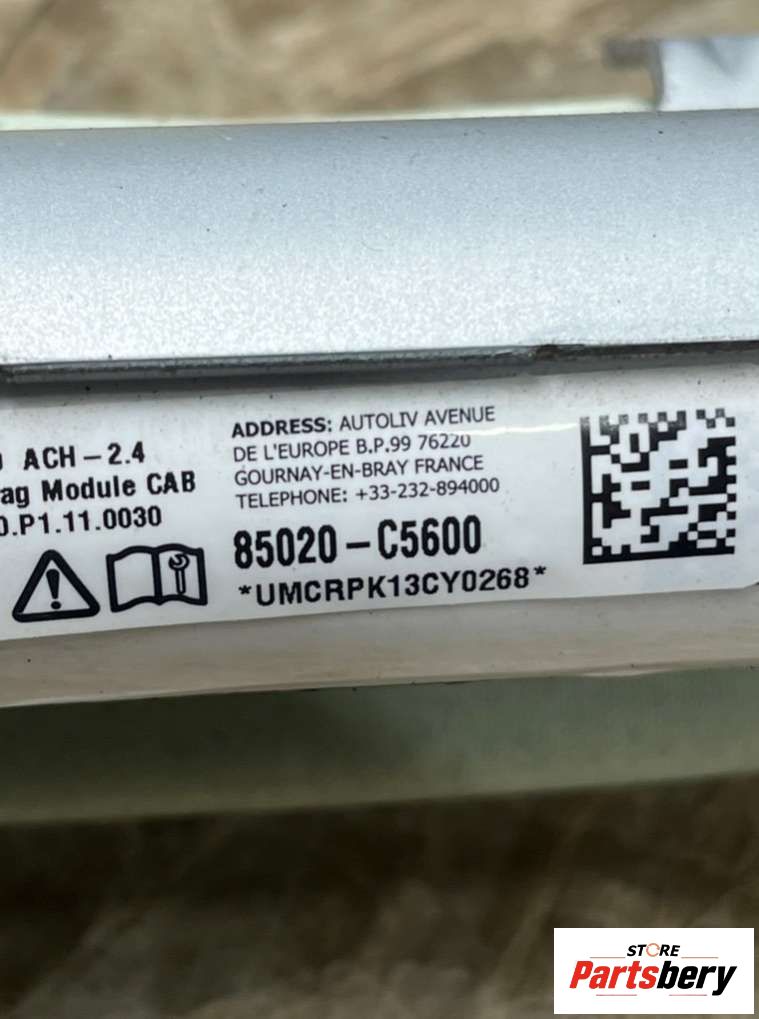 ACH-2.4
ag Module CAB
.P1.11.0030
ADDRESS: AUTOLIV AVENUE
DE L'EUROPE B.P.99 76220
GOURNAY-EN-BRAY FRANCE
TELEPHONE: +33-232-894000
85020-C5600
*UMCRPK13CY0268*
STORE
Partsbery